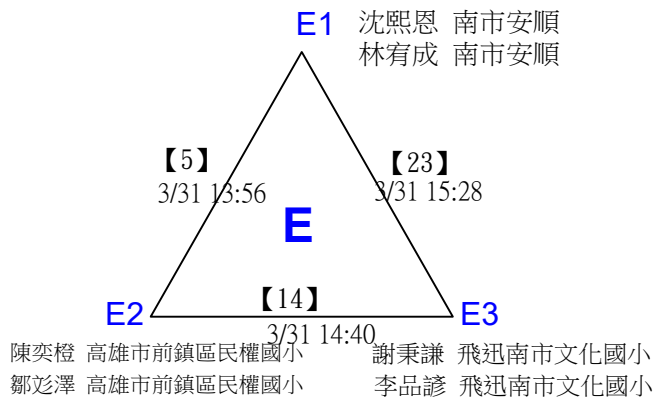 E1 沈熙恩 南市安順
林宥成 南市安順
【5】
3/31 13:56
【23】
3/31 15:28
E
E2
【14】
3/31 14:40
E3
陳奕橙 高雄市前鎮區民權國小
鄒彣澤 高雄市前鎮區民權國小
謝秉謙 飛迅南市文化國小
李品諺 飛迅南市文化國小